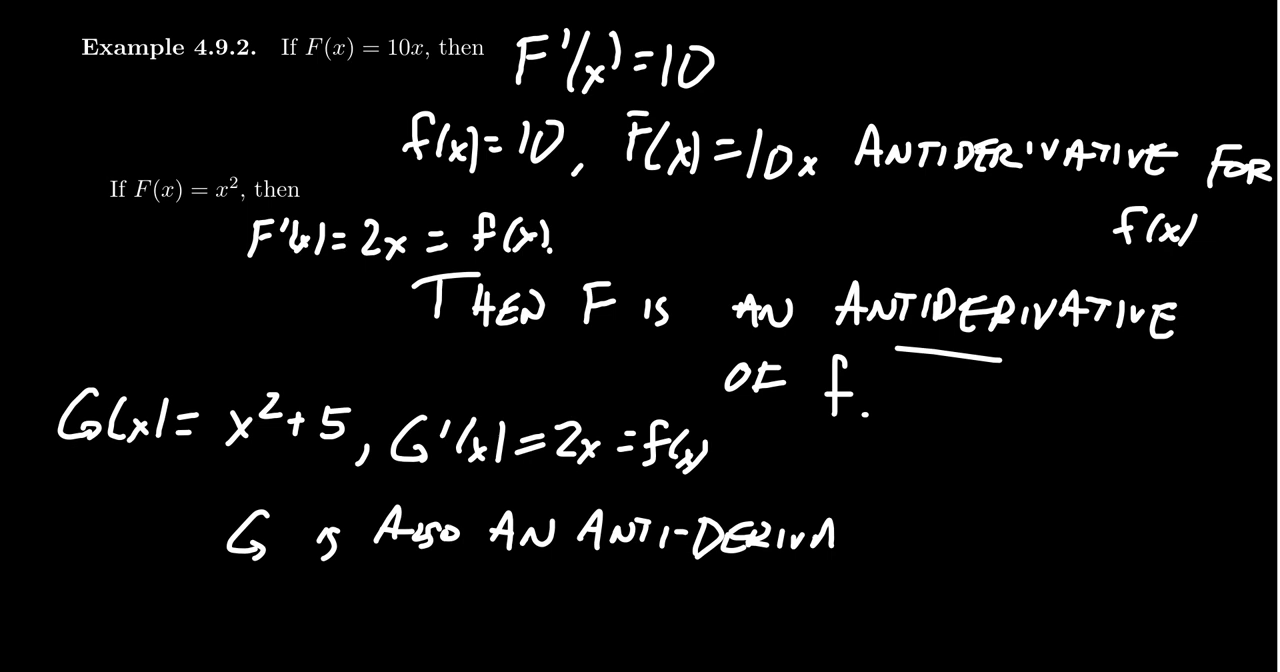 Example 4.9.2. If F(x) = 10x, then F'(x) = 10
f(x) = 10, F(x) = 10x ANTIDERIVATIVE FOR
f(x)
If F(x) = x², then
F'(x) = 2x = f(x).
THEN F IS AN ANTIDERIVATIVE
OF f.
G(x) = x² + 5, G'(x) = 2x = f(x)
G is ALSO AN ANTI-DERIVA